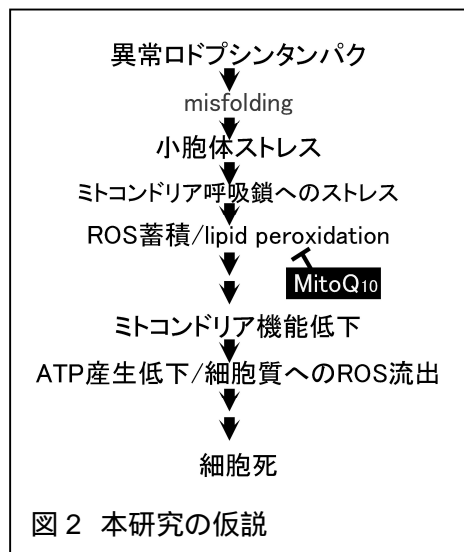 異常ロドプシンタンパク
misfolding
小胞体ストレス
ミトコンドリア呼吸鎖へのストレス
ROS蓄積/lipid peroxidation
MitoQ10
ミトコンドリア機能低下
ATP産生低下/細胞質へのROS流出
細胞死
図2 本研究の仮説